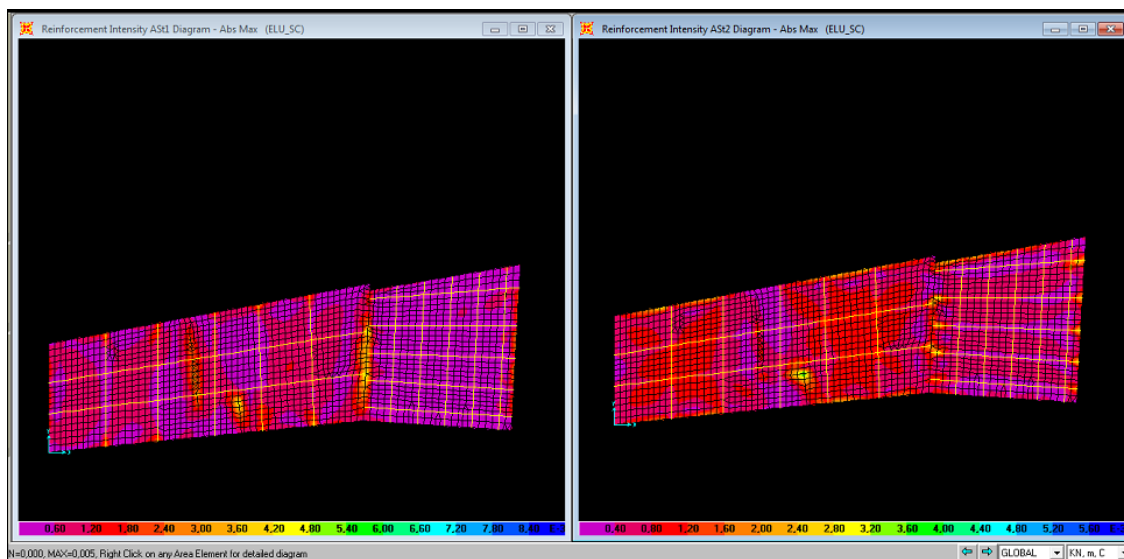 Reinforcement Intensity ASt1 Diagram - Abs Max (ELU_SC)
0,60 1,20 1,80 2,40 3,00 3,60 4,20 4,80 5,40 6,00 6,60 7,20 7,80 8,40 E-
Reinforcement Intensity ASt2 Diagram - Abs Max (ELU_SC)
0,40 0,80 1,20 1,60 2,00 2,40 2,80 3,20 3,60 4,00 4,40 4,80 5,20 5,60 E-
N=0,000, MAX=0,005, Right Click on any Area Element for detailed diagram
GLOBAL
KN, m, C